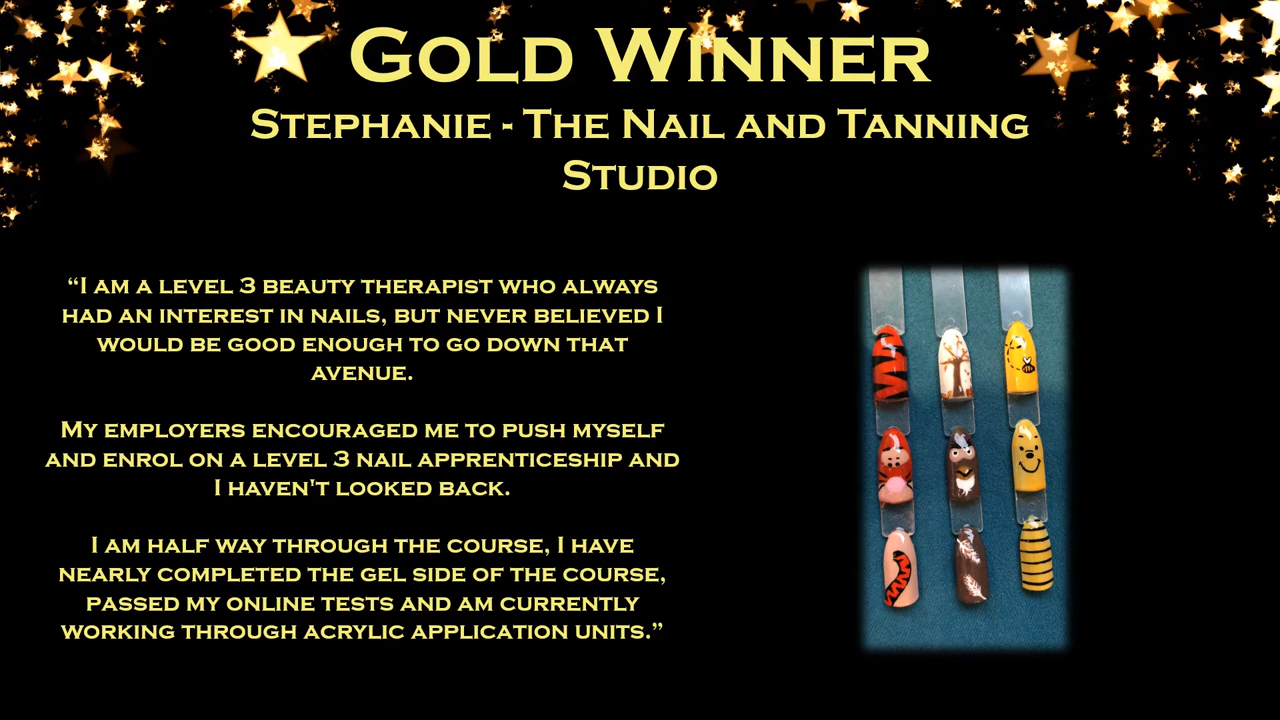 Gold Winner
Stephanie - The Nail and Tanning
Studio
“I am a level 3 beauty therapist who always
had an interest in nails, but never believed I
would be good enough to go down that
avenue.
My employers encouraged me to push myself
and enrol on a level 3 nail apprenticeship and
I haven't looked back.
I am half way through the course, I have
nearly completed the gel side of the course,
passed my online tests and am currently
working through acrylic application units.”